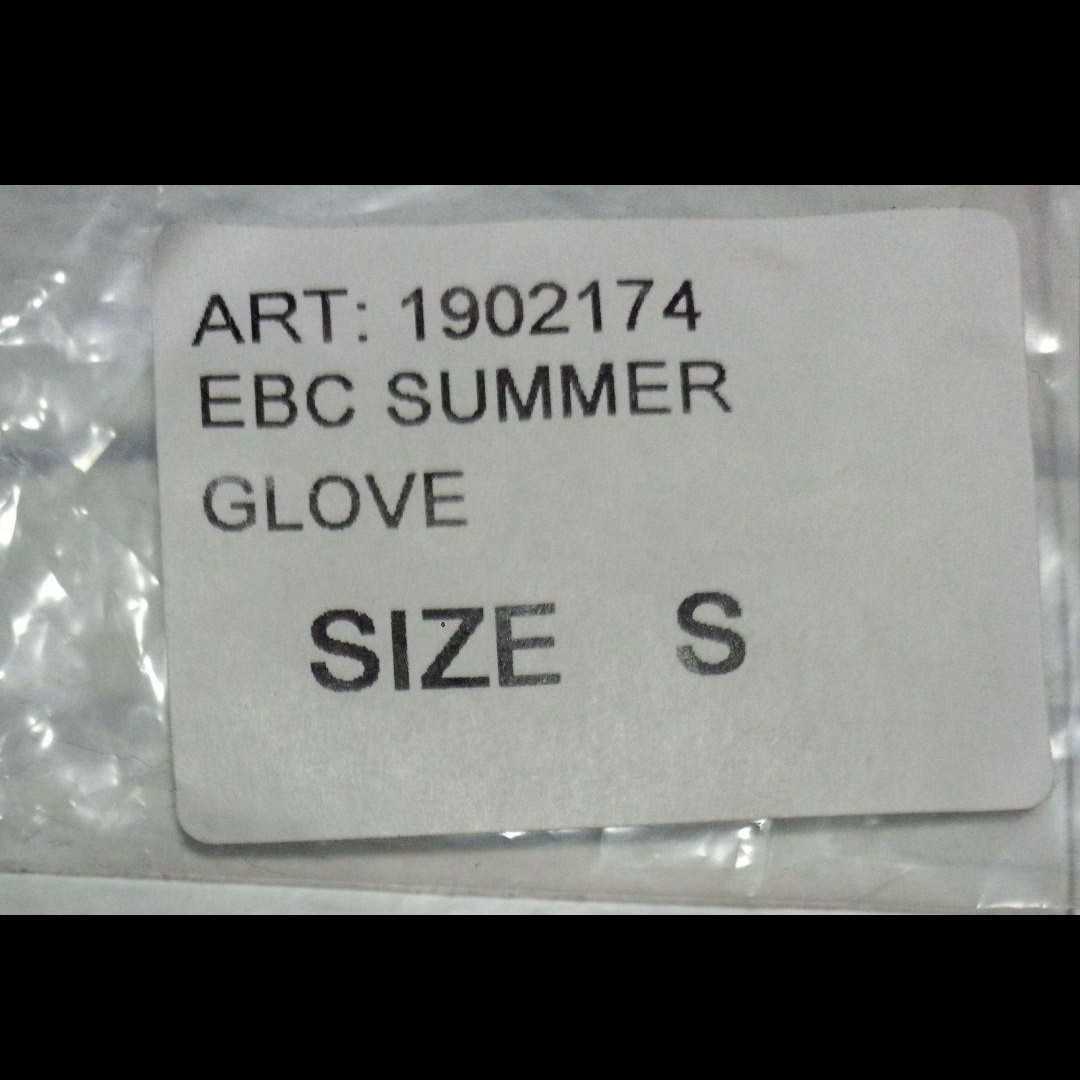 ART: 1902174
EBC SUMMER
GLOVE
SIZE S